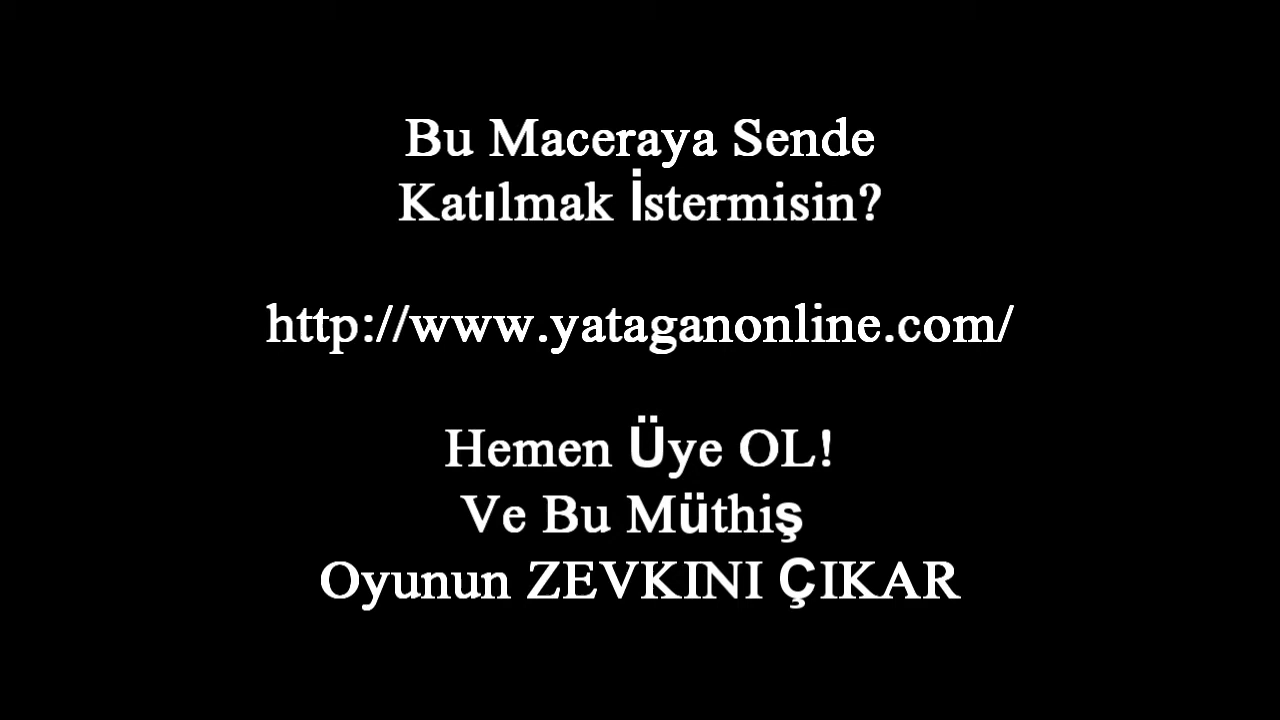 Bu Maceraya Sende
Katılmak İstermisin?
http://www.yataganonline.com/
Hemen Üye OL!
Ve Bu Müthiş
Oyunun ZEVKINI ÇIKAR